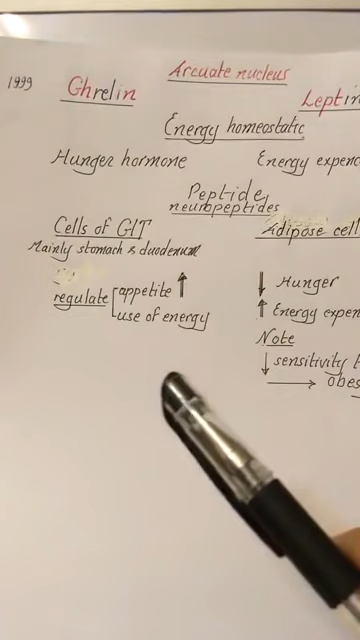 1999
Arcuate nucleus
Ghrelin
Leptin
Energy homeostatic
Hunger hormone
Energy expen
Peptide
neuropeptides
Cells of GIT
Adipose cell
Mainly stomach & duodenum
regulate
appetite ↑
use of energy
↓ Hunger
↑ Energy expen
Note
↓ sensitivity
→ obes